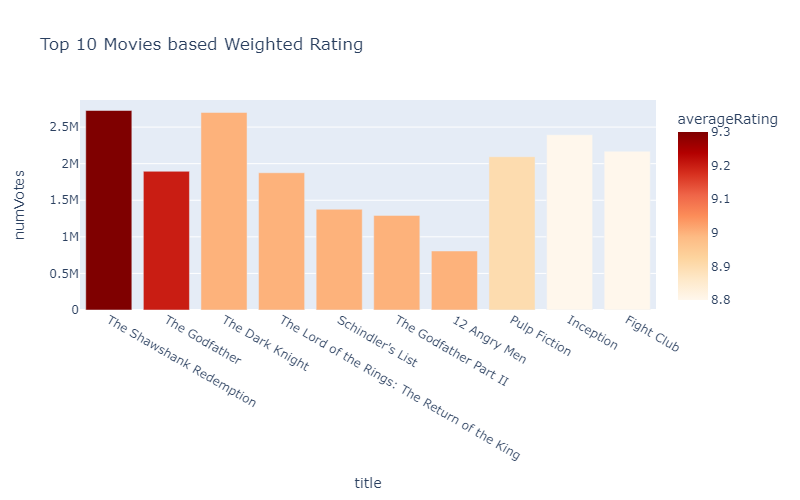 Top 10 Movies based Weighted Rating
averageRating
numVotes
2.5M
2M
1.5M
1M
0.5M
0
9.3
9.2
9.1
9
8.9
8.8
The Shawshank Redemption
The Godfather
The Dark Knight
The Lord of the Rings: The Return of the King
Schindler's List
The Godfather Part II
12 Angry Men
Pulp Fiction
Inception
Fight Club
title